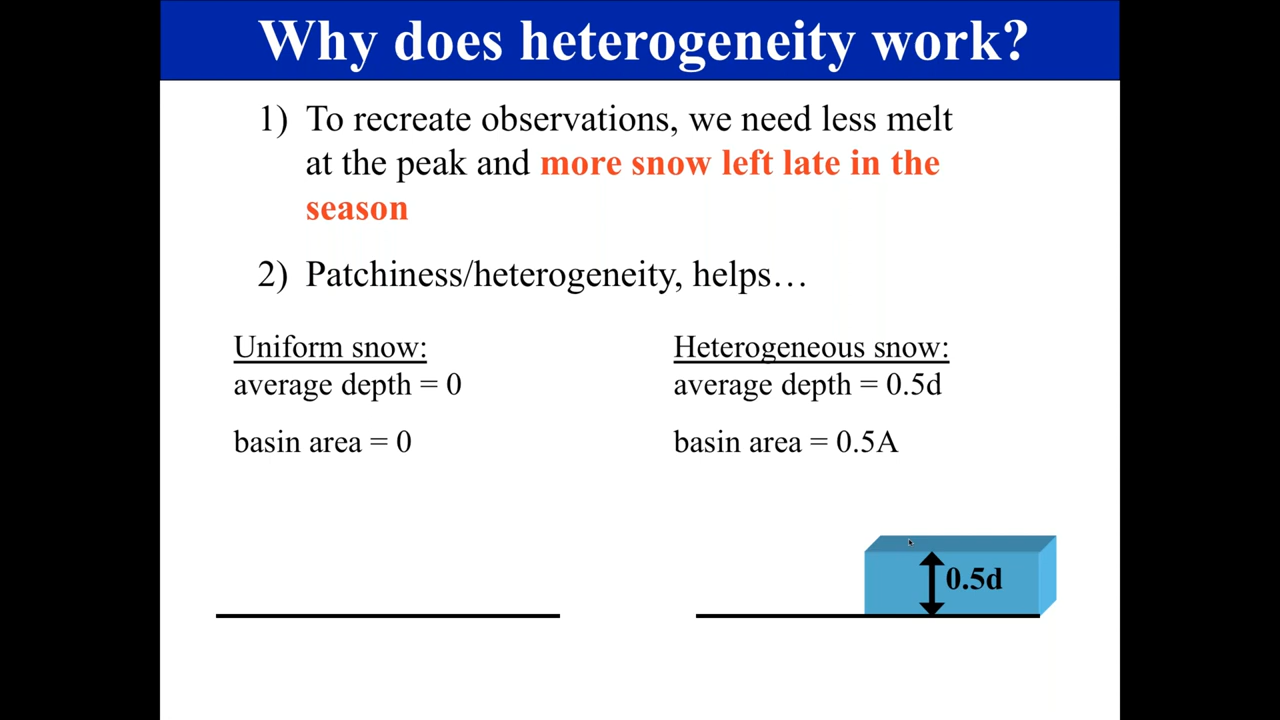 Why does heterogeneity work?
1) To recreate observations, we need less melt
at the peak and more snow left late in the
season
2) Patchiness/heterogeneity, helps…
Uniform snow:
average depth = 0
basin area = 0
Heterogeneous snow:
average depth = 0.5d
basin area = 0.5A
0.5d